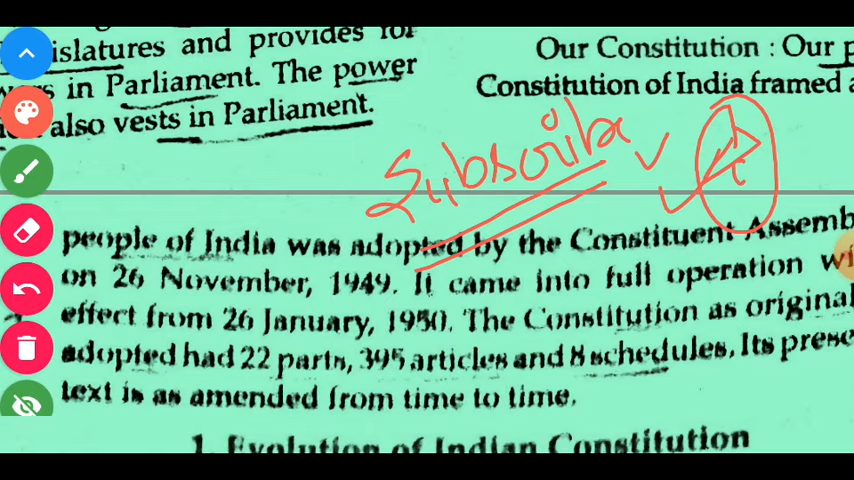 islatures and provides for
in Parliament. The power
also vests in Parliament.
Our Constitution : Our
Constitution of India framed
Subscribe
people of India was adopted by the Constituent Assemb
on 26 November, 1949. It came into full operation wi
effect from 26 January, 1950. The Constitution as original
adopted had 22 parts, 395 articles and 8 schedules. Its prese
text is as amended from time to time.
1. Evolution of Indian Constitution